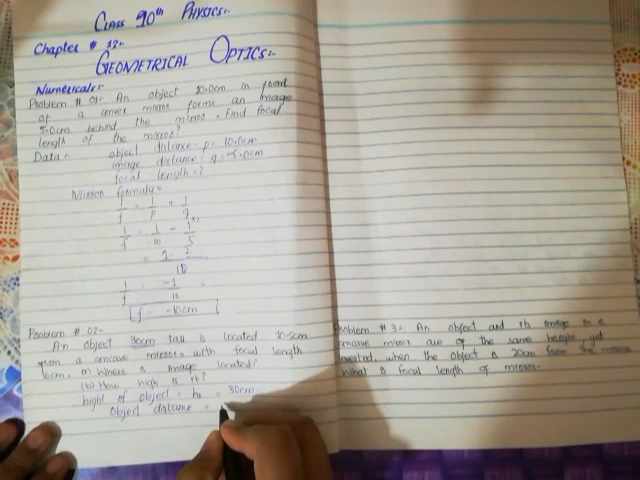 CLASS 10th PHYSICS:-
Chapter # 12:-
GEOMETRICAL OPTICS:-
Numericals:-
Problem # 01:- An object 10.0cm in front
of a convex mirror forms an image
5.0cm behind the mirror. Find focal
length of the mirror?
Data:- object distance: p = 10.0cm
image distance: q = -5.0cm
focal length = ?
Mirror formula:
1/f = 1/p + 1/q
1/f = 1/10 - 1/5
= 1-2/10
1/f = -1/10
f = -10cm
Problem # 02:-
An object 30cm tall is located 10.5cm
from a concave mirror with focal length
16cm. a) Where is image located?
(b) How high is it?
hight of object = ho = 30cm
Object distance =
Problem # 3:- An object and its image in a
concave mirror are of the same height, yet
inverted, when the object is 20cm from the mirror.
What is focal length of mirror.